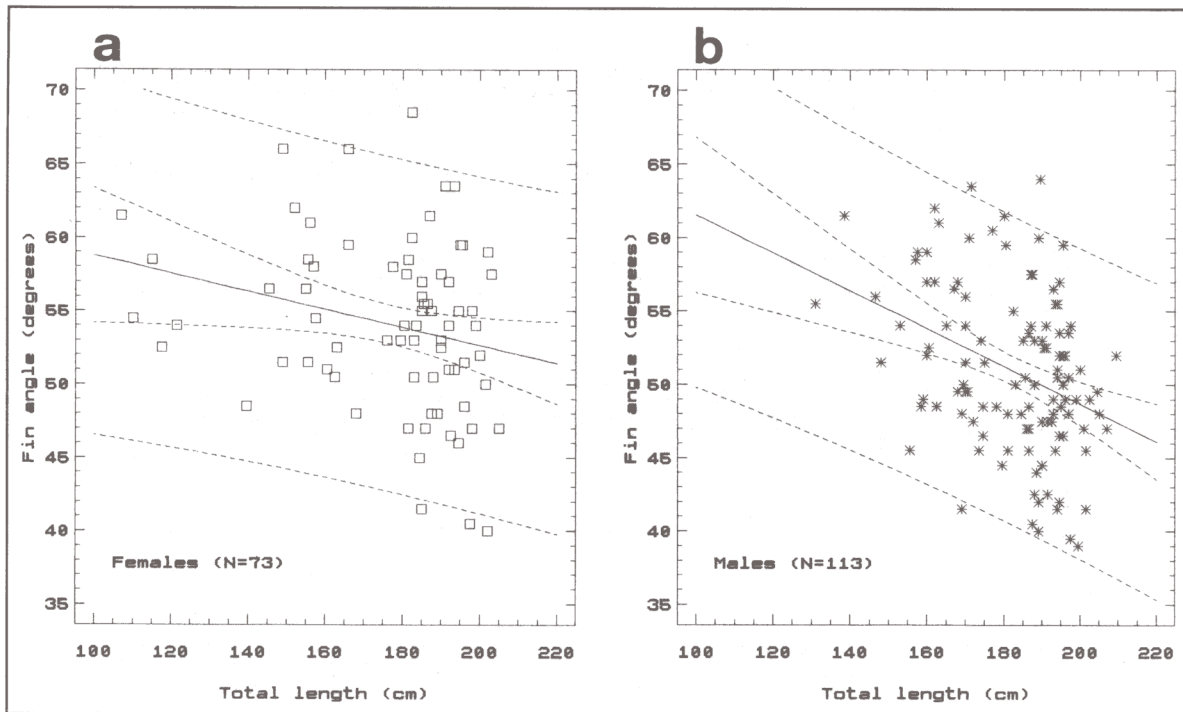 a
70
65
60
55
50
45
40
35
Fin angle (degrees)
Females (N=73)
100 120 140 160 180 200 220
Total length (cm)
b
70
65
60
55
50
45
40
35
Fin angle (degrees)
Males (N=113)
100 120 140 160 180 200 220
Total length (cm)